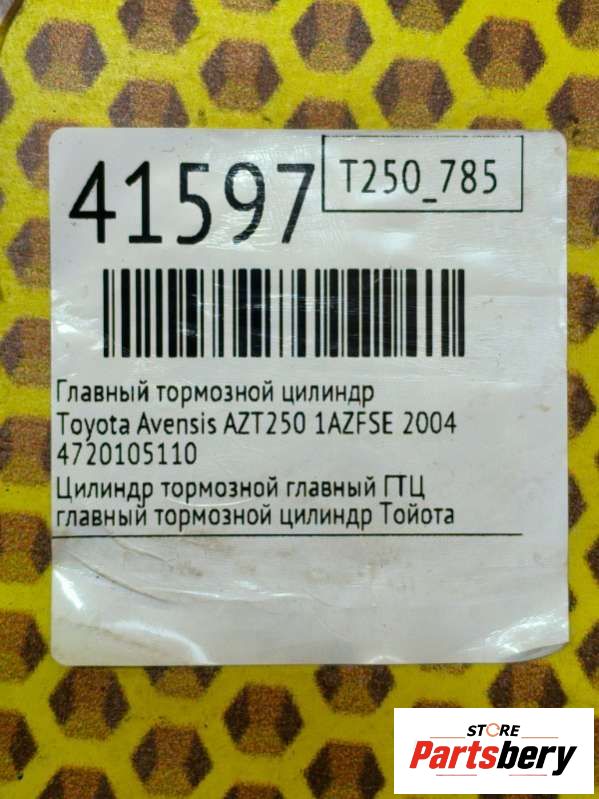 41597
T250_785
Главный тормозной цилиндр
Toyota Avensis AZT250 1AZFSE 2004
4720105110
Цилиндр тормозной главный ГТЦ
главный тормозной цилиндр Тойота
STORE
Partsbery